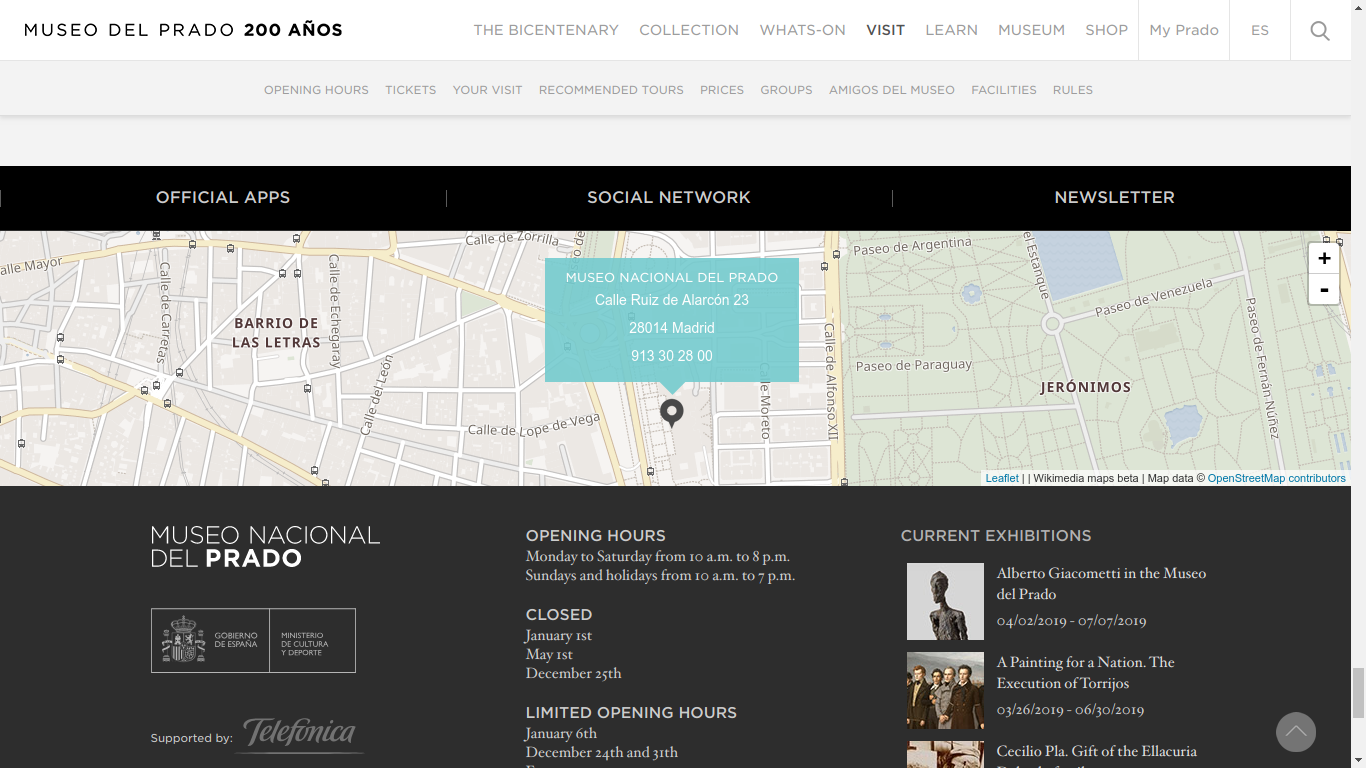 MUSEO DEL PRADO 200 AÑOS
THE BICENTENARY COLLECTION WHATS-ON VISIT LEARN MUSEUM SHOP My Prado ES
OPENING HOURS TICKETS YOUR VISIT RECOMMENDED TOURS PRICES GROUPS AMIGOS DEL MUSEO FACILITIES RULES
OFFICIAL APPS SOCIAL NETWORK NEWSLETTER
Calle de Zorrilla
alle Mayor
Calle de Carretas
Calle de Echegaray
BARRIO DE
LAS LETRAS
Calle del León
Calle de Lope de Vega
MUSEO NACIONAL DEL PRADO
Calle Ruiz de Alarcón 23
28014 Madrid
913 30 28 00
Calle Moreto
Calle de Alfonso XII
Paseo de Argentina
el Estanque
Paseo de Venezuela
Paseo de Paraguay
JERÓNIMOS
Paseo de Fernán Núñez
+
-
Leaflet | | Wikimedia maps beta | Map data © OpenStreetMap contributors
MUSEO NACIONAL
DEL PRADO
GOBIERNO
DE ESPAÑA
MINISTERIO
DE CULTURA
Y DEPORTE
Supported by: Telefónica
OPENING HOURS
Monday to Saturday from 10 a.m. to 8 p.m.
Sundays and holidays from 10 a.m. to 7 p.m.
CLOSED
January 1st
May 1st
December 25th
LIMITED OPENING HOURS
January 6th
December 24th and 31th
CURRENT EXHIBITIONS
Alberto Giacometti in the Museo
del Prado
04/02/2019 - 07/07/2019
A Painting for a Nation. The
Execution of Torrijos
03/26/2019 - 06/30/2019
Cecilio Pla. Gift of the Ellacuria